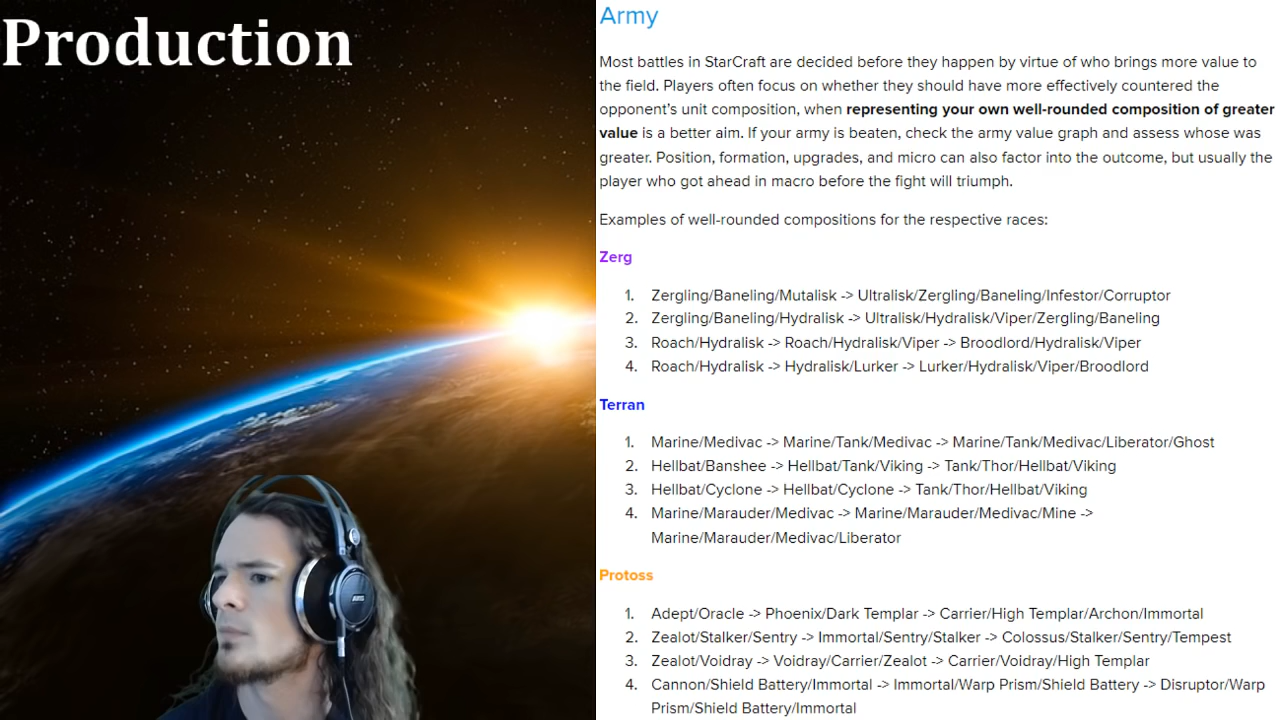 Production
Army
Most battles in StarCraft are decided before they happen by virtue of who brings more value to
the field. Players often focus on whether they should have more effectively countered the
opponent's unit composition, when representing your own well-rounded composition of greater
value is a better aim. If your army is beaten, check the army value graph and assess whose was
greater. Position, formation, upgrades, and micro can also factor into the outcome, but usually the
player who got ahead in macro before the fight will triumph.
Examples of well-rounded compositions for the respective races:
Zerg
1. Zergling/Baneling/Mutalisk -> Ultralisk/Zergling/Baneling/Infestor/Corruptor
2. Zergling/Baneling/Hydralisk -> Ultralisk/Hydralisk/Viper/Zergling/Baneling
3. Roach/Hydralisk -> Roach/Hydralisk/Viper -> Broodlord/Hydralisk/Viper
4. Roach/Hydralisk -> Hydralisk/Lurker -> Lurker/Hydralisk/Viper/Broodlord
Terran
1. Marine/Medivac -> Marine/Tank/Medivac -> Marine/Tank/Medivac/Liberator/Ghost
2. Hellbat/Banshee -> Hellbat/Tank/Viking -> Tank/Thor/Hellbat/Viking
3. Hellbat/Cyclone -> Hellbat/Cyclone -> Tank/Thor/Hellbat/Viking
4. Marine/Marauder/Medivac -> Marine/Marauder/Medivac/Mine ->
Marine/Marauder/Medivac/Liberator
Protoss
1. Adept/Oracle -> Phoenix/Dark Templar -> Carrier/High Templar/Archon/Immortal
2. Zealot/Stalker/Sentry -> Immortal/Sentry/Stalker -> Colossus/Stalker/Sentry/Tempest
3. Zealot/Voidray -> Voidray/Carrier/Zealot -> Carrier/Voidray/High Templar
4. Cannon/Shield Battery/Immortal -> Immortal/Warp Prism/Shield Battery -> Disruptor/Warp
Prism/Shield Battery/Immortal